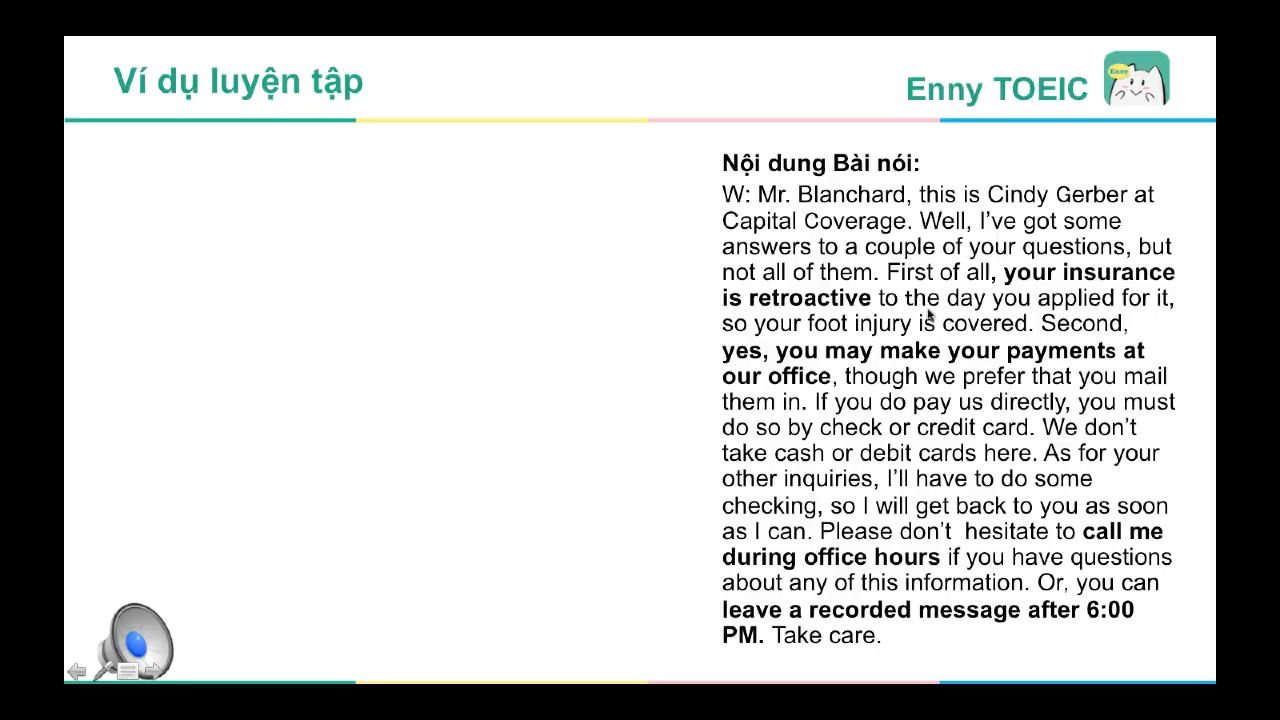 Ví dụ luyện tập
Enny TOEIC
Enny
Nội dung Bài nói:
W: Mr. Blanchard, this is Cindy Gerber at
Capital Coverage. Well, I’ve got some
answers to a couple of your questions, but
not all of them. First of all, your insurance
is retroactive to the day you applied for it,
so your foot injury is covered. Second,
yes, you may make your payments at
our office, though we prefer that you mail
them in. If you do pay us directly, you must
do so by check or credit card. We don’t
take cash or debit cards here. As for your
other inquiries, I’ll have to do some
checking, so I will get back to you as soon
as I can. Please don’t  hesitate to call me
during office hours if you have questions
about any of this information. Or, you can
leave a recorded message after 6:00
PM. Take care.